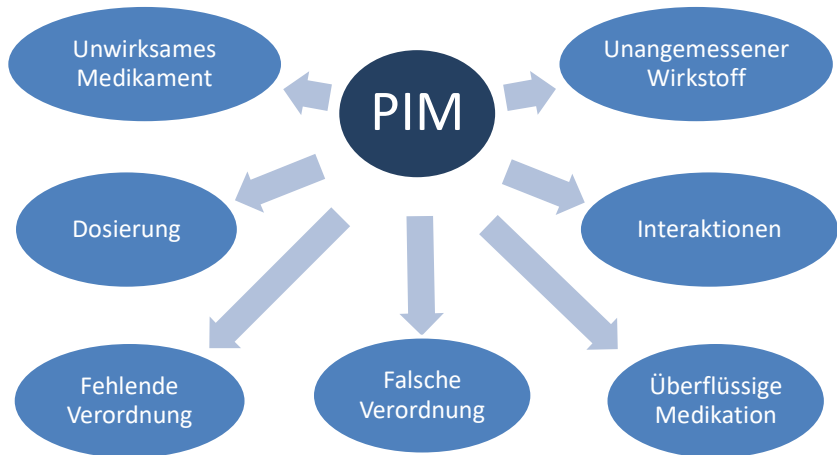 Unwirksames
Medikament
PIM
Unangemessener
Wirkstoff
Dosierung
Interaktionen
Fehlende
Verordnung
Falsche
Verordnung
Überflüssige
Medikation